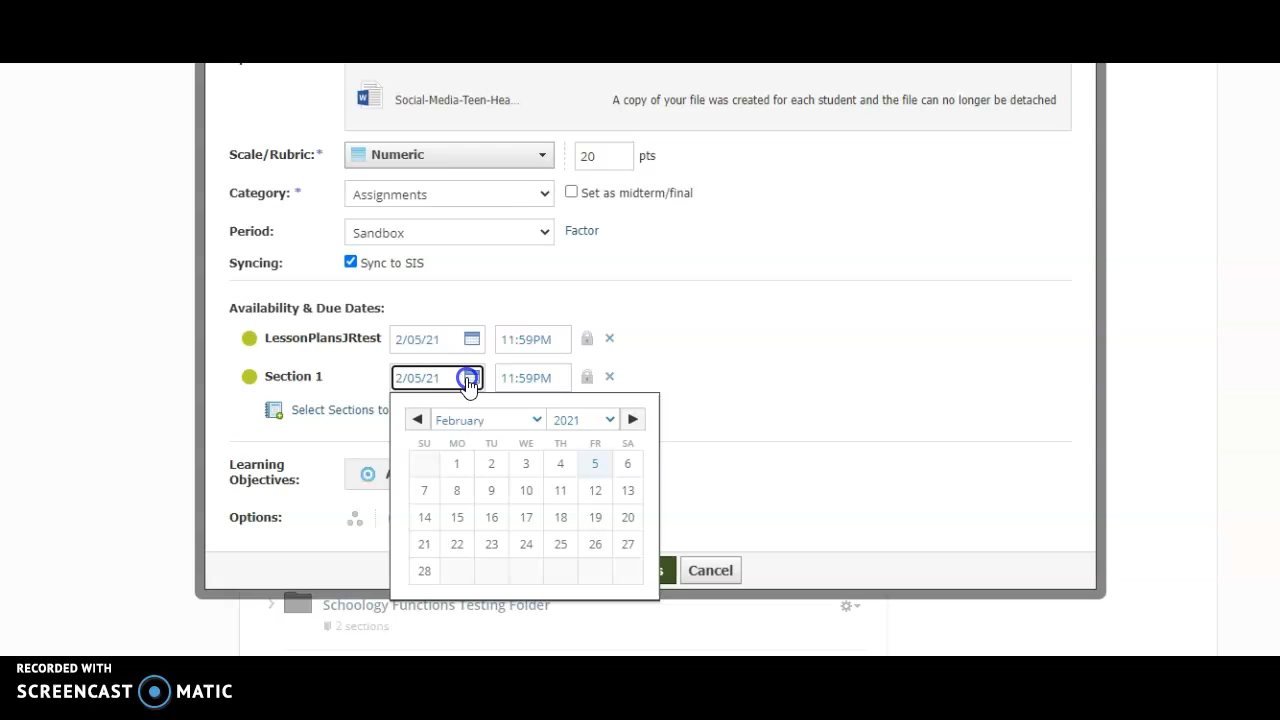 Social-Media-Teen-Hea... A copy of your file was created for each student and the file can no longer be detached
Scale/Rubric:* Numeric 20 pts
Category: * Assignments Set as midterm/final
Period: Sandbox Factor
Syncing: Sync to SIS
Availability & Due Dates:
LessonPlansJRtest 2/05/21 11:59PM
Section 1 2/05/21 11:59PM
Select Sections to
February 2021
SU MO TU WE TH FR SA
1 2 3 4 5 6
7 8 9 10 11 12 13
14 15 16 17 18 19 20
21 22 23 24 25 26 27
28
Learning
Objectives:
Options:
Cancel
Schoology Functions Testing Folder
2 sections
RECORDED WITH
SCREENCAST MATIC